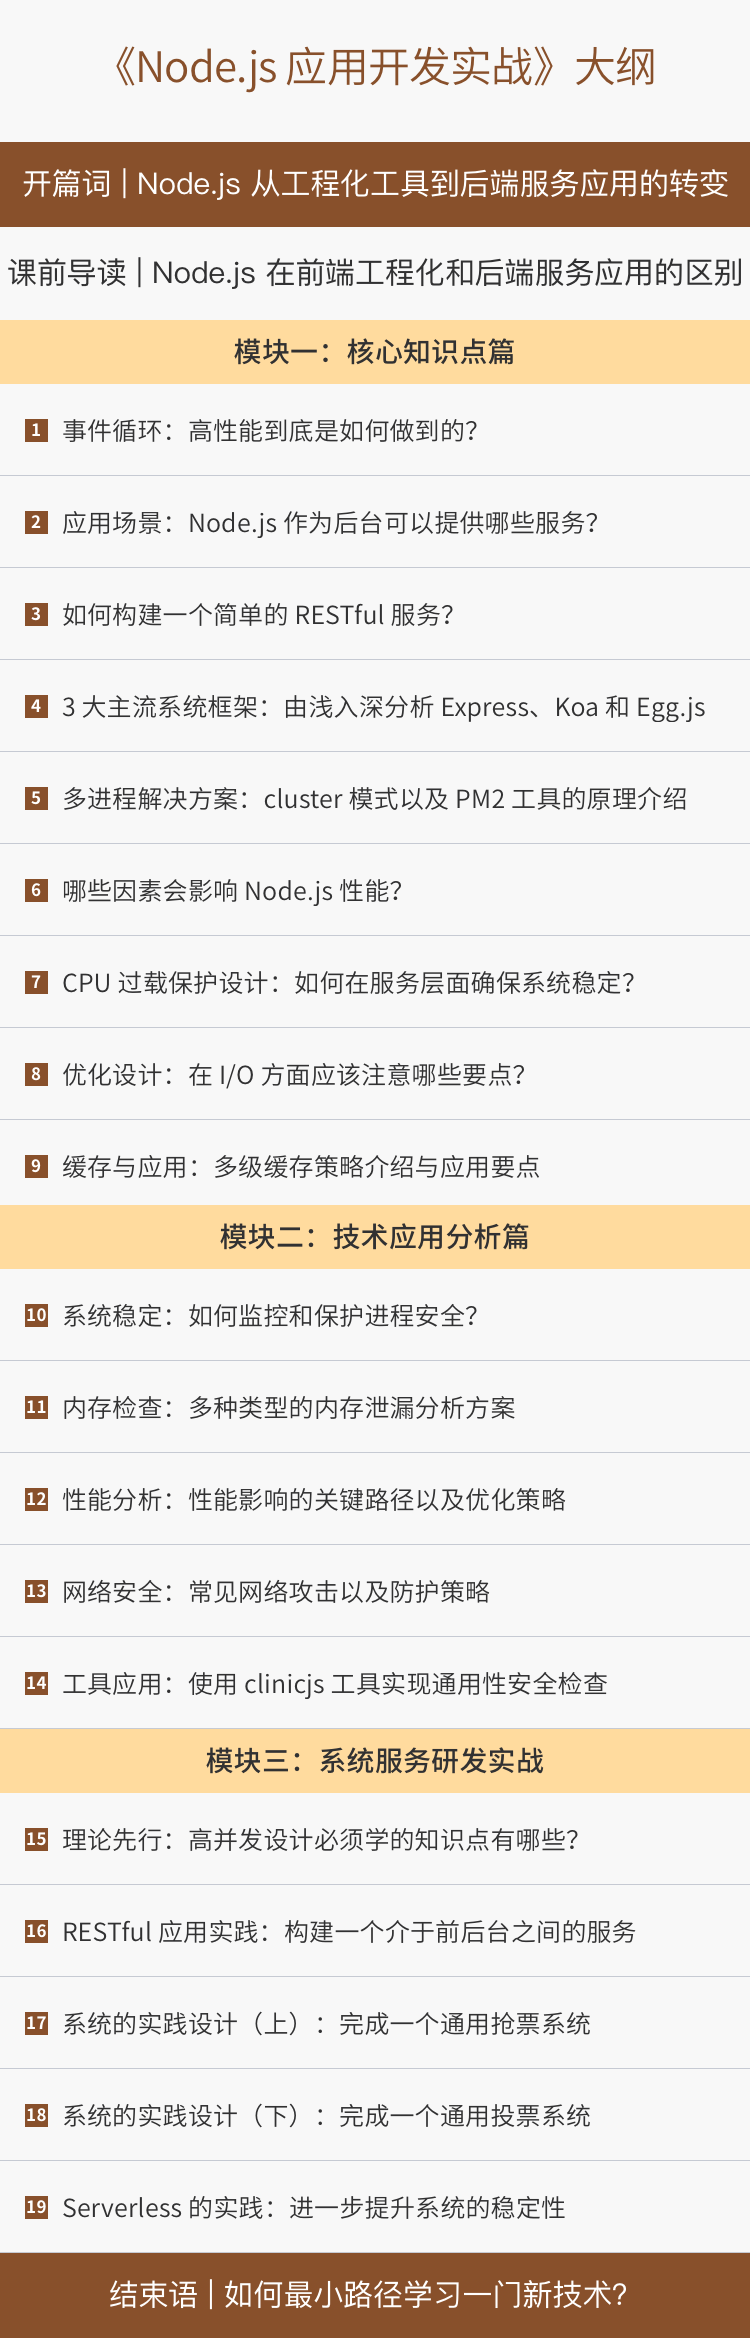 《Node.js 应用开发实战》大纲
开篇词 | Node.js 从工程化工具到后端服务应用的转变
课前导读 | Node.js 在前端工程化和后端服务应用的区别
模块一：核心知识点篇
1 事件循环：高性能到底是如何做到的？
2 应用场景：Node.js 作为后台可以提供哪些服务？
3 如何构建一个简单的 RESTful 服务？
4 3 大主流系统框架：由浅入深分析 Express、Koa 和 Egg.js
5 多进程解决方案：cluster 模式以及 PM2 工具的原理介绍
6 哪些因素会影响 Node.js 性能？
7 CPU 过载保护设计：如何在服务层面确保系统稳定？
8 优化设计：在 I/O 方面应该注意哪些要点？
9 缓存与应用：多级缓存策略介绍与应用要点
模块二：技术应用分析篇
10 系统稳定：如何监控和保护进程安全？
11 内存检查：多种类型的内存泄漏分析方案
12 性能分析：性能影响的关键路径以及优化策略
13 网络安全：常见网络攻击以及防护策略
14 工具应用：使用 clinicjs 工具实现通用性安全检查
模块三：系统服务研发实战
15 理论先行：高并发设计必须学的知识点有哪些？
16 RESTful 应用实践：构建一个介于前后台之间的服务
17 系统的实践设计（上）：完成一个通用抢票系统
18 系统的实践设计（下）：完成一个通用投票系统
19 Serverless 的实践：进一步提升系统的稳定性
结束语 | 如何最小路径学习一门新技术？